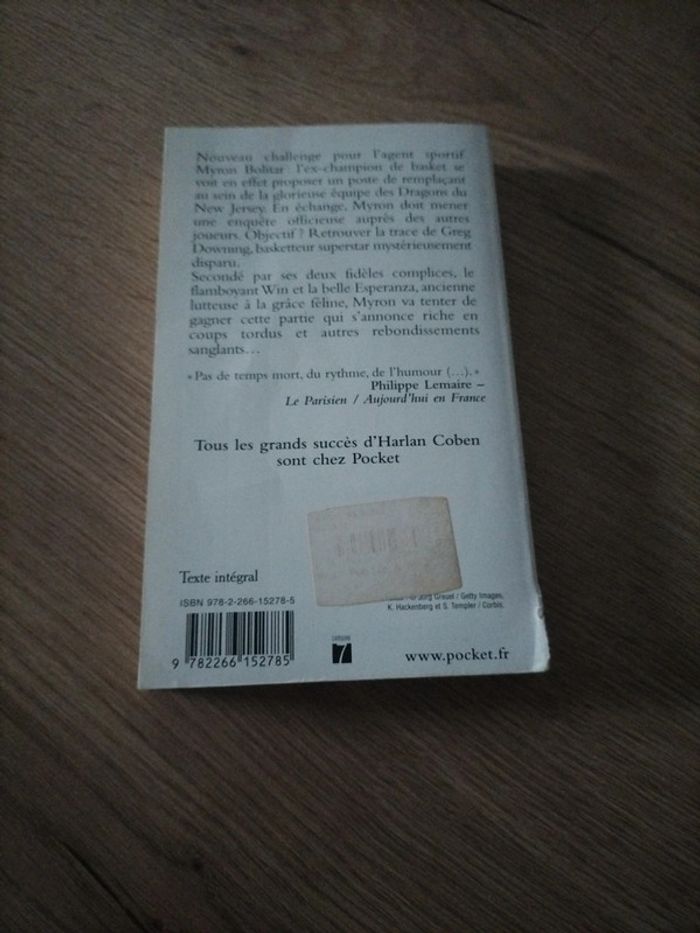 Nouveau challenge pour l'agent sportif
Myron Bolitar : l'ex-champion de basket se
voit en effet proposer un poste de remplaçant
au sein de la glorieuse équipe des Dragons du
New Jersey. En échange, Myron doit mener
une enquête officieuse auprès des autres
joueurs. Objectif ? Retrouver la trace de Greg
Downing, basketteur superstar mystérieusement
disparu.
Secondé par ses deux fidèles complices, le
flamboyant Win et la belle Esperanza, ancienne
lutteuse à la grâce féline, Myron va tenter de
gagner cette partie qui s'annonce riche en
coups tordus et autres rebondissements
sanglants…
« Pas de temps mort, du rythme, de l'humour (…). »
Philippe Lemaire –
Le Parisien / Aujourd'hui en France
Tous les grands succès d'Harlan Coben
sont chez Pocket
Texte intégral
ISBN 978-2-266-15278-5
/ Getty Images,
K. Hackenberg et S. Templer / Corbis.
9 782266 152785
7
www.pocket.fr